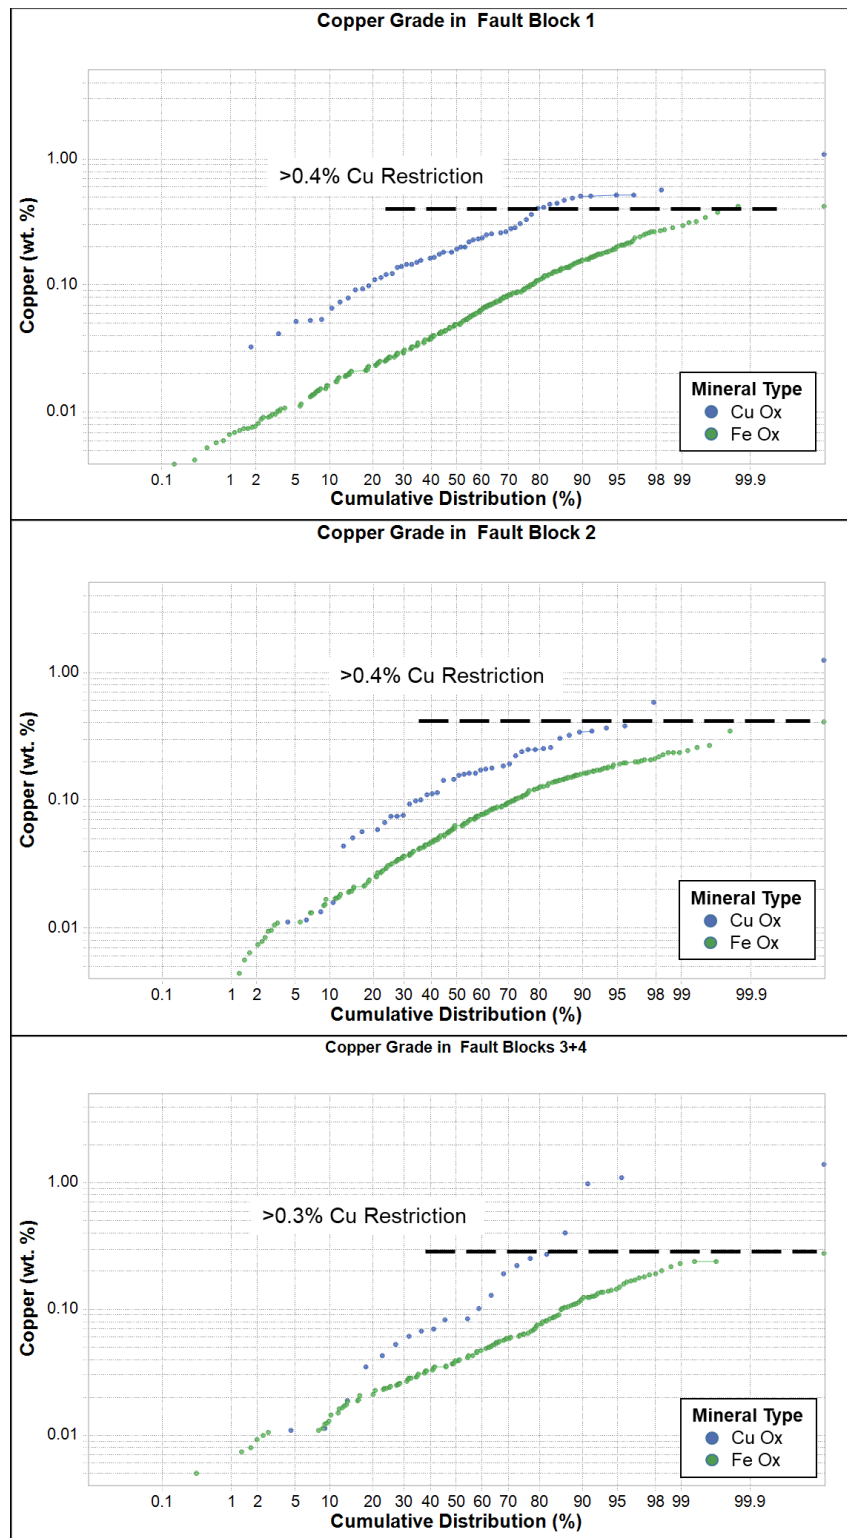 Copper Grade in Fault Block 1
>0.4% Cu Restriction
Copper (wt. %)
1.00
0.10
0.01
Mineral Type
Cu Ox
Fe Ox
0.1 1 2 5 10 20 30 40 50 60 70 80 90 95 98 99 99.9
Cumulative Distribution (%)
Copper Grade in Fault Block 2
>0.4% Cu Restriction
Copper (wt. %)
1.00
0.10
0.01
Mineral Type
Cu Ox
Fe Ox
0.1 1 2 5 10 20 30 40 50 60 70 80 90 95 98 99 99.9
Cumulative Distribution (%)
Copper Grade in Fault Blocks 3+4
>0.3% Cu Restriction
Copper (wt. %)
1.00
0.10
0.01
Mineral Type
Cu Ox
Fe Ox
0.1 1 2 5 10 20 30 40 50 60 70 80 90 95 98 99 99.9
Cumulative Distribution (%)